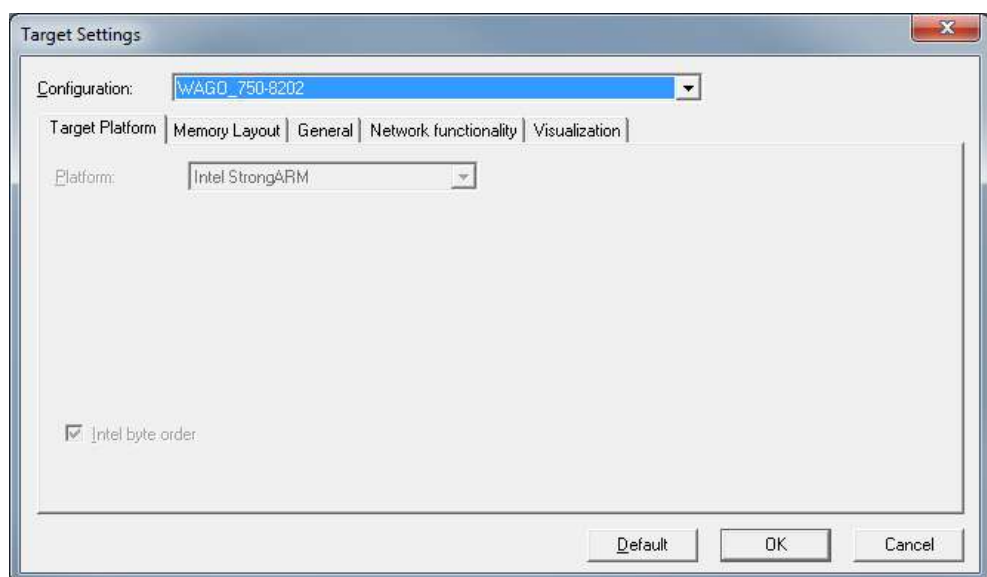 Target Settings
Configuration: WAGO_750-8202
Target Platform Memory Layout General Network functionality Visualization
Platform: Intel StrongARM
Intel byte order
Default OK Cancel